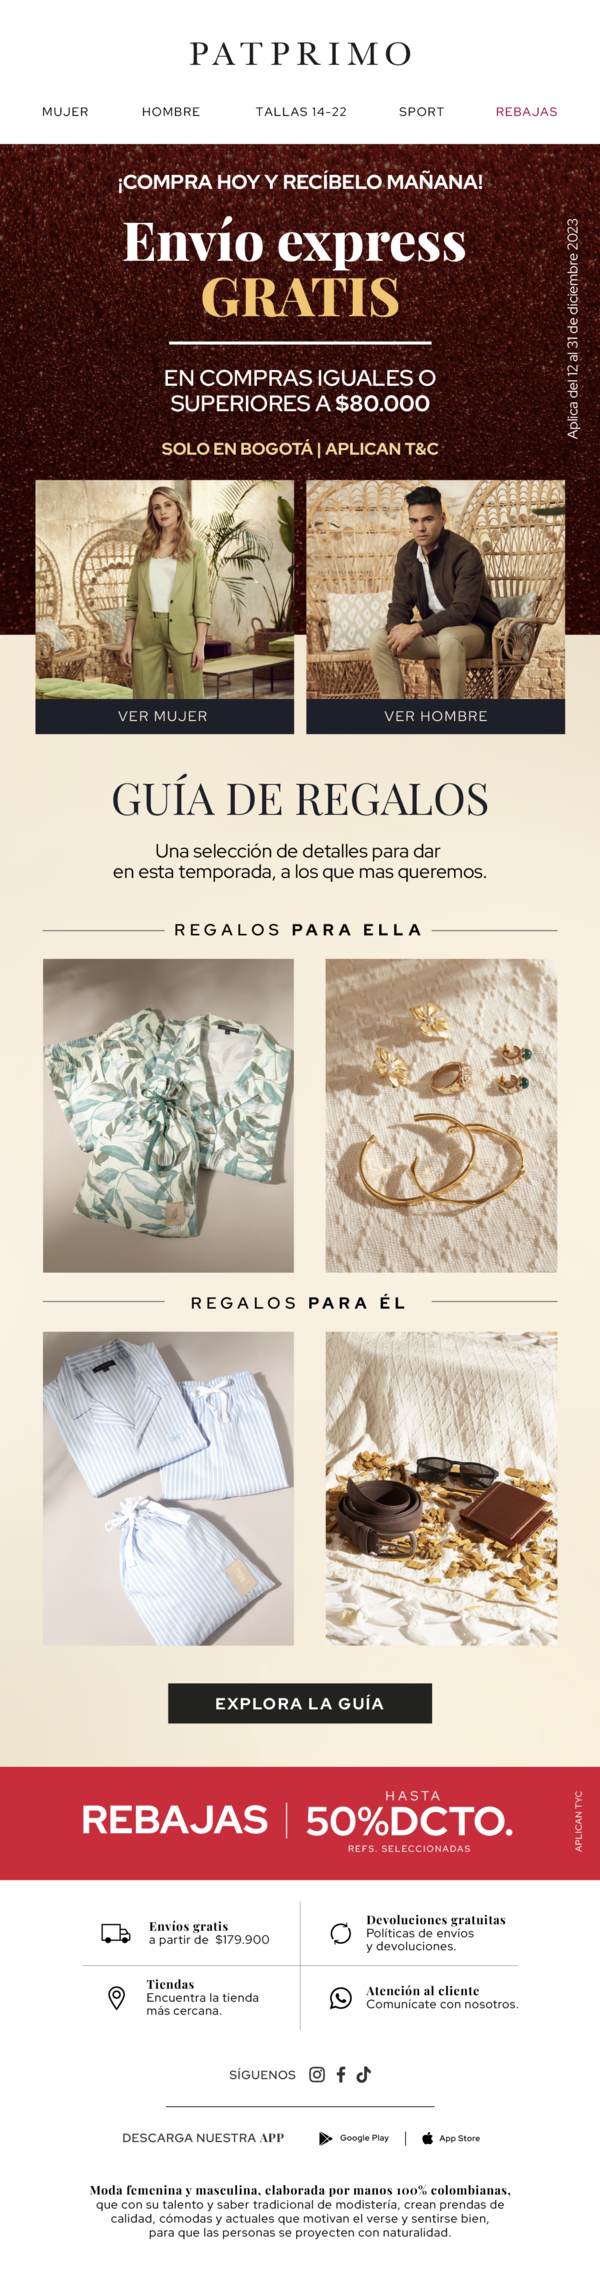 PATPRIMO
MUJER HOMBRE TALLAS 14-22 SPORT REBAJAS
¡COMPRA HOY Y RECÍBELO MAÑANA!
Envío express
GRATIS
EN COMPRAS IGUALES O
SUPERIORES A $80.000
SOLO EN BOGOTÁ | APLICAN T&C
Aplica del 12 al 31 de diciembre 2023
VER MUJER VER HOMBRE
GUÍA DE REGALOS
Una selección de detalles para dar
en esta temporada, a los que mas queremos.
REGALOS PARA ELLA
REGALOS PARA ÉL
EXPLORA LA GUÍA
REBAJAS | HASTA
50%DCTO.
REFS. SELECCIONADAS
APLICAN TYC
Envíos gratis
a partir de $179.900
Devoluciones gratuitas
Políticas de envíos
y devoluciones.
Tiendas
Encuentra la tienda
más cercana.
Atención al cliente
Comunícate con nosotros.
SÍGUENOS
DESCARGA NUESTRA APP Google Play | App Store
Moda femenina y masculina, elaborada por manos 100% colombianas,
que con su talento y saber tradicional de modistería, crean prendas de
calidad, cómodas y actuales que motivan el verse y sentirse bien,
para que las personas se proyecten con naturalidad.